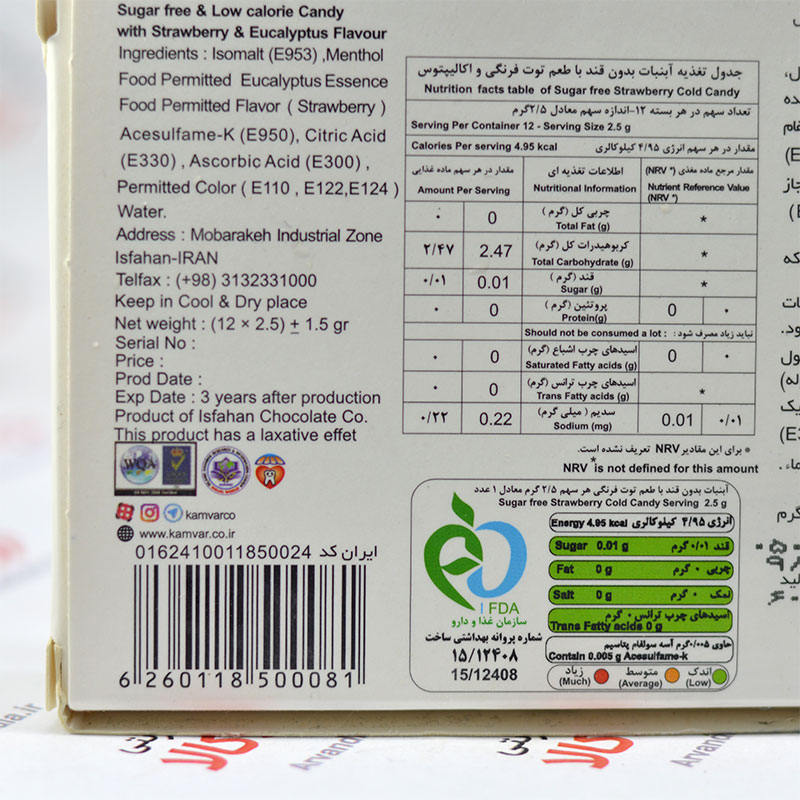 Sugar free & Low calorie Candy
with Strawberry & Eucalyptus Flavour
Ingredients : Isomalt (E953) ,Menthol
Food Permitted Eucalyptus Essence
Food Permitted Flavor ( Strawberry )
Acesulfame-K (E950), Citric Acid
(E330) , Ascorbic Acid (E300) ,
Permitted Color ( E110 , E122,E124 )
Water.
Address : Mobarakeh Industrial Zone
Isfahan-IRAN
Telfax : (+98) 3132331000
Keep in Cool & Dry place
Net weight : (12 × 2.5) ± 1.5 gr
Serial No :
Price :
Prod Date :
Exp Date : 3 years after production
Product of Isfahan Chocolate Co.
This product has a laxative effet
WQA
kamvarco
www.kamvar.co.ir
ایران کد 0162410011850024
6 260118 500081
جدول تغذیه آبنبات بدون قند با طعم توت فرنگی و اکالیپتوس
Nutrition facts table of Sugar free Strawberry Cold Candy
تعداد سهم در هر بسته ۱۲-اندازه سهم معادل ۲/۵گرم
Serving Per Container 12 - Serving Size 2.5 g
Calories Per serving 4.95 kcal مقدار در هر سهم انرژی ۴/۹۵ کیلوکالری
مقدار در هر سهم ماده غذایی اطلاعات تغذیه ای مقدار مرجع ماده مغذی (NRV *)
Amount Per Serving Nutritional Information Nutrient Reference Value (NRV *)
۰ 0 چربی کل (گرم) *
Total Fat (g)
۲/۴۷ 2.47 کربوهیدرات کل (گرم) *
Total Carbohydrate (g)
۰/۰۱ 0.01 قند (گرم) *
Sugar (g)
۰ 0 پروتئین (گرم) 0 ۰
Protein(g)
Should not be consumed a lot : نباید زیاد مصرف شود :
۰ 0 اسیدهای چرب اشباع (گرم) 0 ۰
Saturated Fatty acids (g)
۰ 0 اسیدهای چرب ترانس (گرم) *
Trans Fatty acids (g)
۰/۲۲ 0.22 سدیم (میلی گرم) 0.01 ۰/۰۱
Sodium (mg)
* برای این مقادیر NRV تعریف نشده است.
NRV *is not defined for this amount
آبنبات بدون قند با طعم توت فرنگی هر سهم ۲/۵ گرم معادل ۱ عدد
Sugar free Strawberry Cold Candy Serving 2.5 g
Energy 4.95 kcal انرژی ۴/۹۵ کیلوکالری
Sugar 0.01 g قند ۰/۰۱ گرم
Fat 0 g چربی ۰ گرم
Salt 0 g نمک ۰ گرم
اسیدهای چرب ترانس ۰ گرم
Trans Fatty acids 0 g
حاوی ۰/۰۰۵ گرم آسه سولفام پتاسیم
Contain 0.005 g Acesulfame-k
زیاد (Much) متوسط (Average) اندک (Low)
IFDA
سازمان غذا و دارو
شماره پروانه بهداشتی ساخت
۱۵/۱۲۴۰۸
15/12408